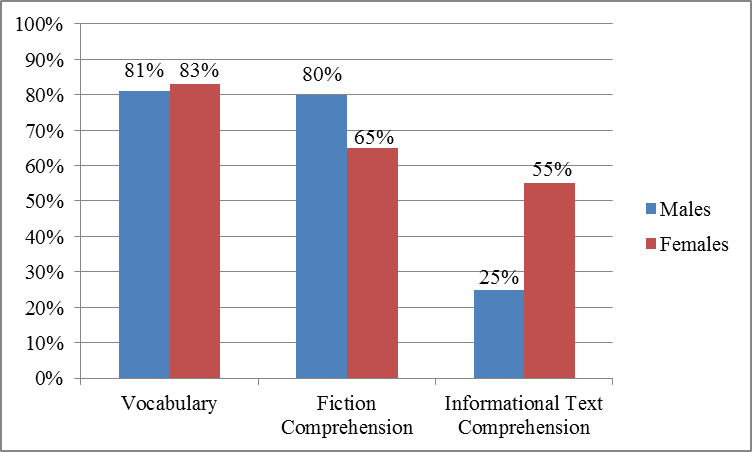 100%
90%
80%
70%
60%
50%
40%
30%
20%
10%
0%
81%
83%
80%
65%
25%
55%
Vocabulary
Fiction
Comprehension
Informational Text
Comprehension
Males
Females